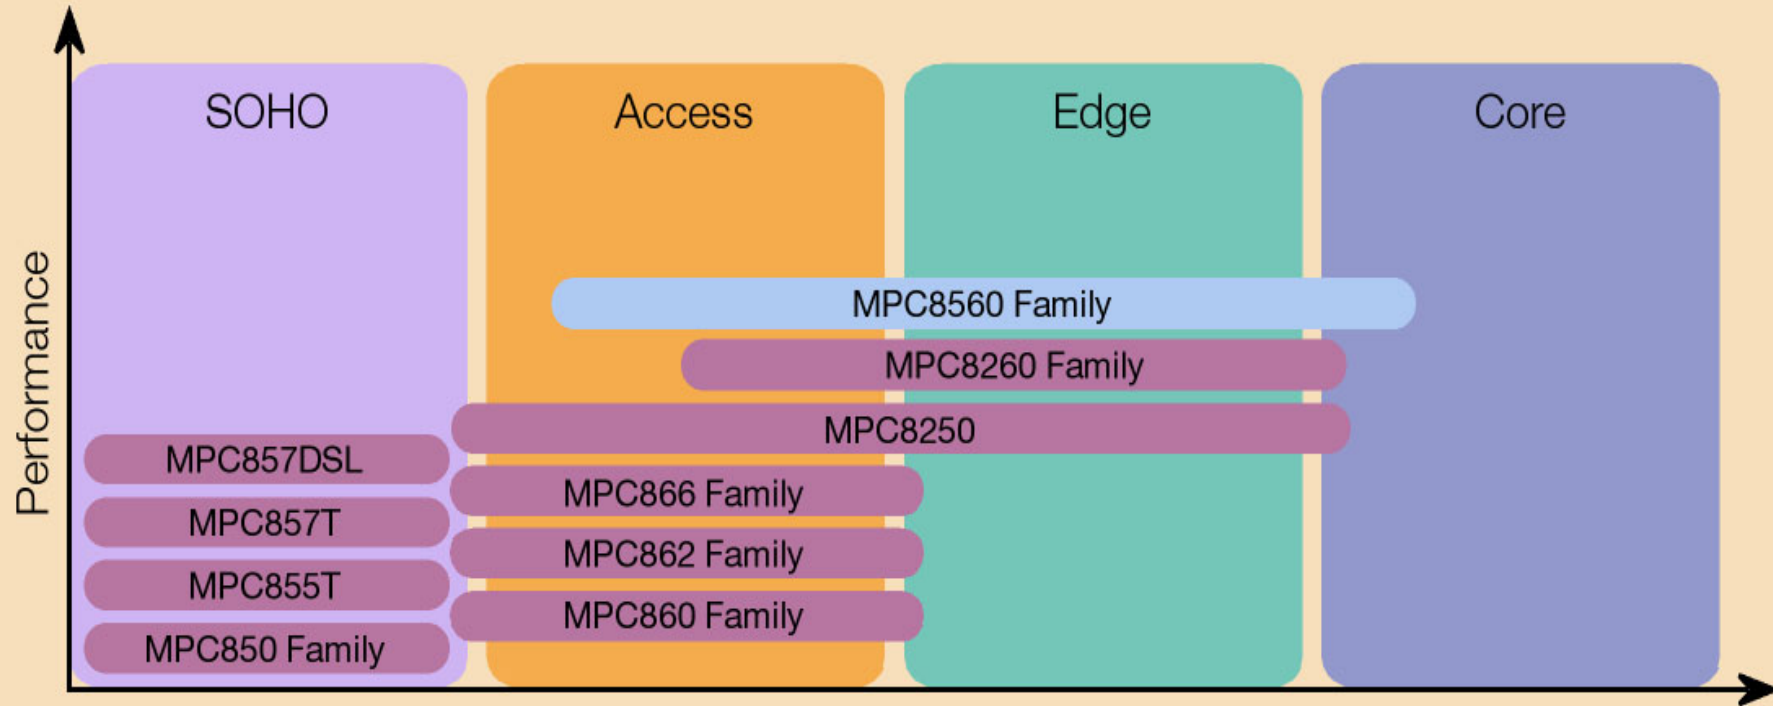 SOHO
Access
Edge
Core
Performance
MPC8560 Family
MPC8260 Family
MPC8250
MPC857DSL
MPC866 Family
MPC857T
MPC862 Family
MPC855T
MPC860 Family
MPC850 Family